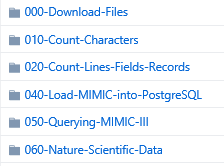 000-Download-Files
010-Count-Characters
020-Count-Lines-Fields-Records
040-Load-MIMIC-into-PostgreSQL
050-Querying-MIMIC-III
060-Nature-Scientific-Data